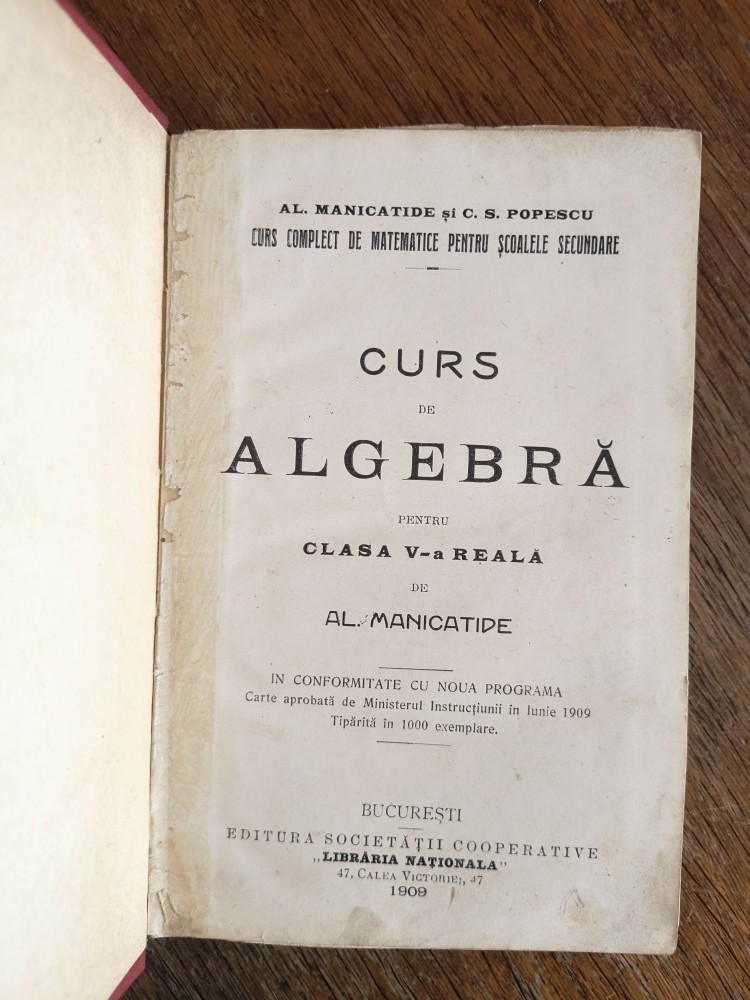 AL. MANICATIDE și C. S. POPESCU
CURS COMPLECT DE MATEMATICE PENTRU ȘCOALELE SECUNDARE
CURS
DE
ALGEBRĂ
PENTRU
CLASA V-a REALĂ
DE
AL. MANICATIDE
IN CONFORMITATE CU NOUA PROGRAMA
Carte aprobată de Ministerul Instrucțiunii in Iunie 1909
Tipărită în 1000 exemplare.
BUCUREȘTI
EDITURA SOCIETĂȚII COOPERATIVE
„LIBRĂRIA NAȚIONALA"
47, CALEA VICTORIEI, 47
1909